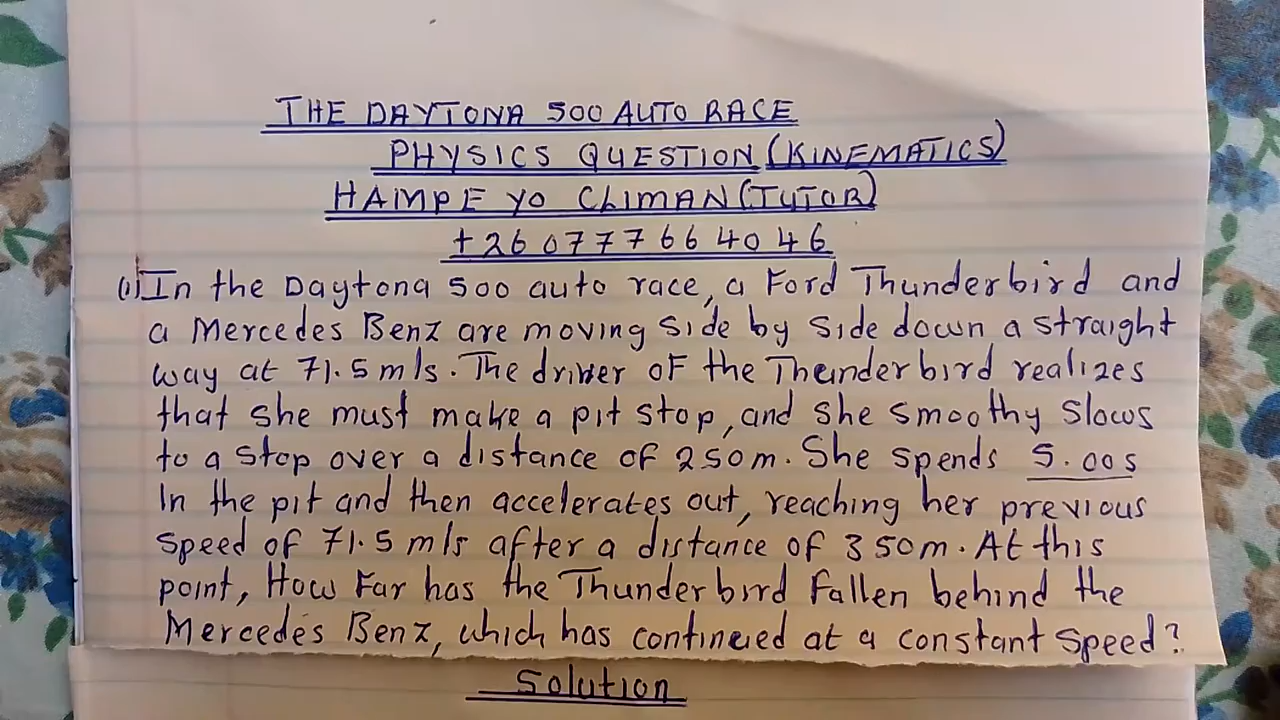 THE DAYTONA 500 AUTO RACE
PHYSICS QUESTION (KINEMATICS)
HAIMPE YO CLIMAN (TUTOR)
+260777664046
(1) In the Daytona 500 auto race, a Ford Thunderbird and
a Mercedes Benz are moving side by side down a straight
way at 71.5 m/s. The driver of the Thunderbird realizes
that she must make a pit stop, and she smoothy slows
to a stop over a distance of 250m. She spends 5.00s
In the pit and then accelerates out, reaching her previous
speed of 71.5 m/s after a distance of 350m. At this
point, How Far has the Thunderbird fallen behind the
Mercedes Benz, which has continued at a constant speed?
Solution